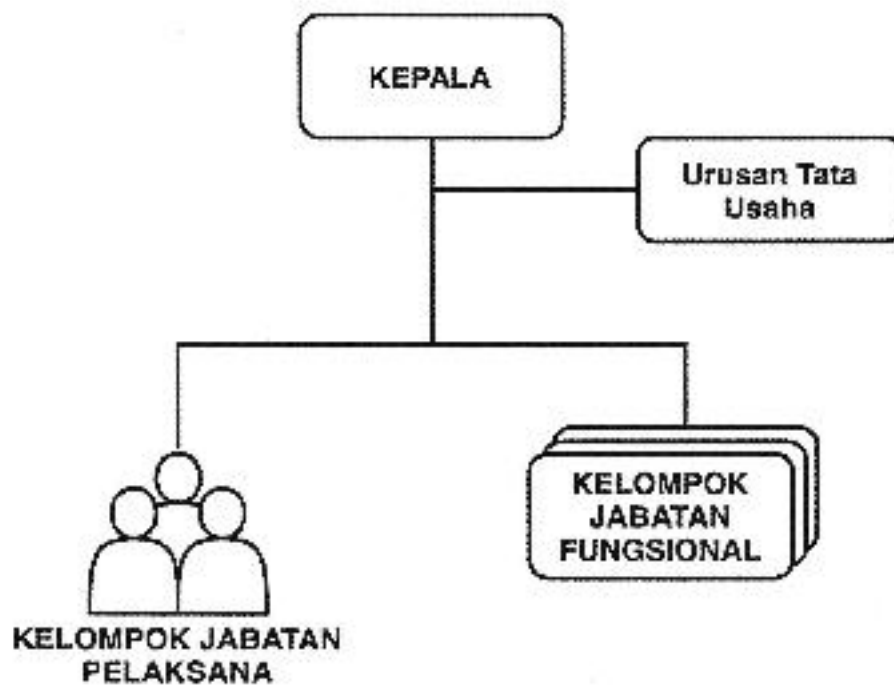 KEPALA
Urusan Tata
Usaha
KELOMPOK
JABATAN
FUNGSIONAL
KELOMPOK JABATAN
PELAKSANA